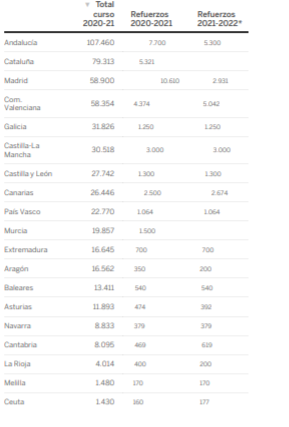 ▼ Total curso 2020-21 Refuerzos 2020-2021 Refuerzos 2021-2022*
Andalucía 107.460 7.700 5.300
Cataluña 79.313 5.321
Madrid 58.900 10.610 2.931
Com. Valenciana 58.354 4.374 5.042
Galicia 31.826 1.250 1.250
Castilla-La Mancha 30.518 3.000 3.000
Castilla y León 27.742 1.300 1.300
Canarias 26.446 2.500 2.674
País Vasco 22.770 1.064 1.064
Murcia 19.857 1.500
Extremadura 16.645 700 700
Aragón 16.562 350 200
Baleares 13.411 540 540
Asturias 11.893 474 392
Navarra 8.833 379 379
Cantabria 8.095 469 619
La Rioja 4.014 400 200
Melilla 1.480 170 170
Ceuta 1.430 160 177